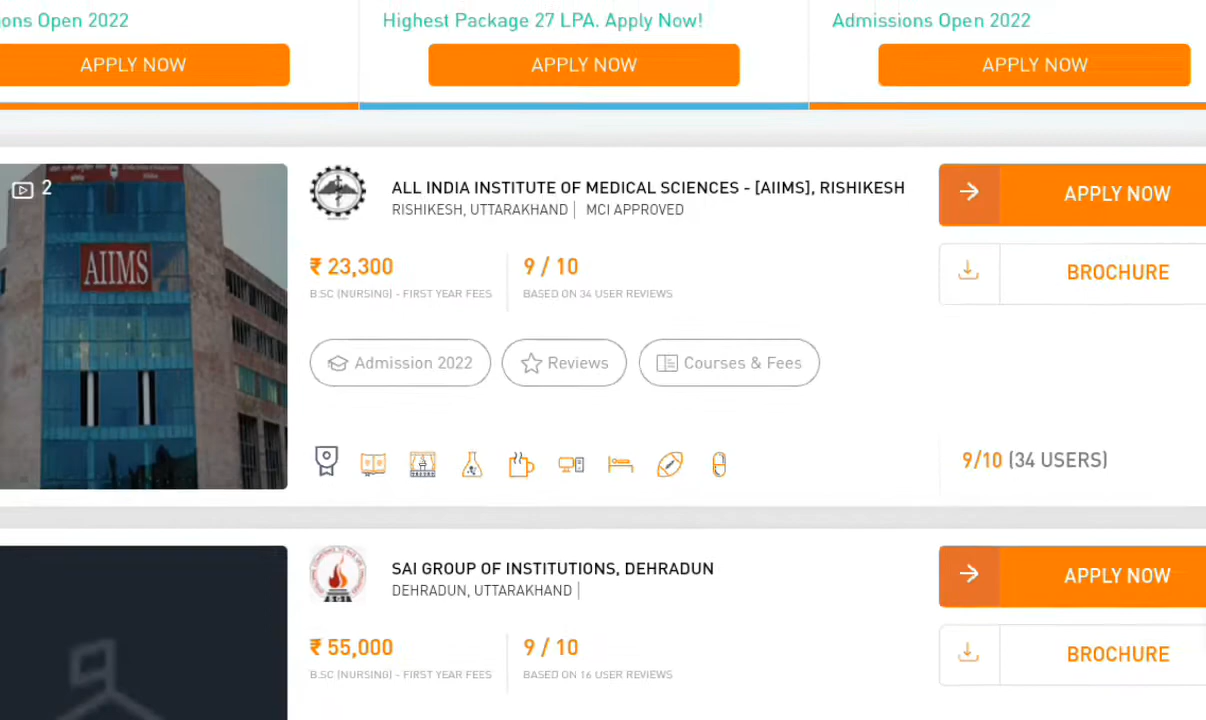 ons Open 2022
Highest Package 27 LPA. Apply Now!
Admissions Open 2022
APPLY NOW
APPLY NOW
APPLY NOW
2
AIIMS
ALL INDIA INSTITUTE OF MEDICAL SCIENCES - [AIIMS], RISHIKESH
RISHIKESH, UTTARAKHAND | MCI APPROVED
₹ 23,300
B.SC (NURSING) - FIRST YEAR FEES
9 / 10
BASED ON 34 USER REVIEWS
APPLY NOW
BROCHURE
Admission 2022
Reviews
Courses & Fees
9/10 (34 USERS)
SAI GROUP OF INSTITUTIONS, DEHRADUN
DEHRADUN, UTTARAKHAND |
₹ 55,000
B.SC (NURSING) - FIRST YEAR FEES
9 / 10
BASED ON 16 USER REVIEWS
APPLY NOW
BROCHURE